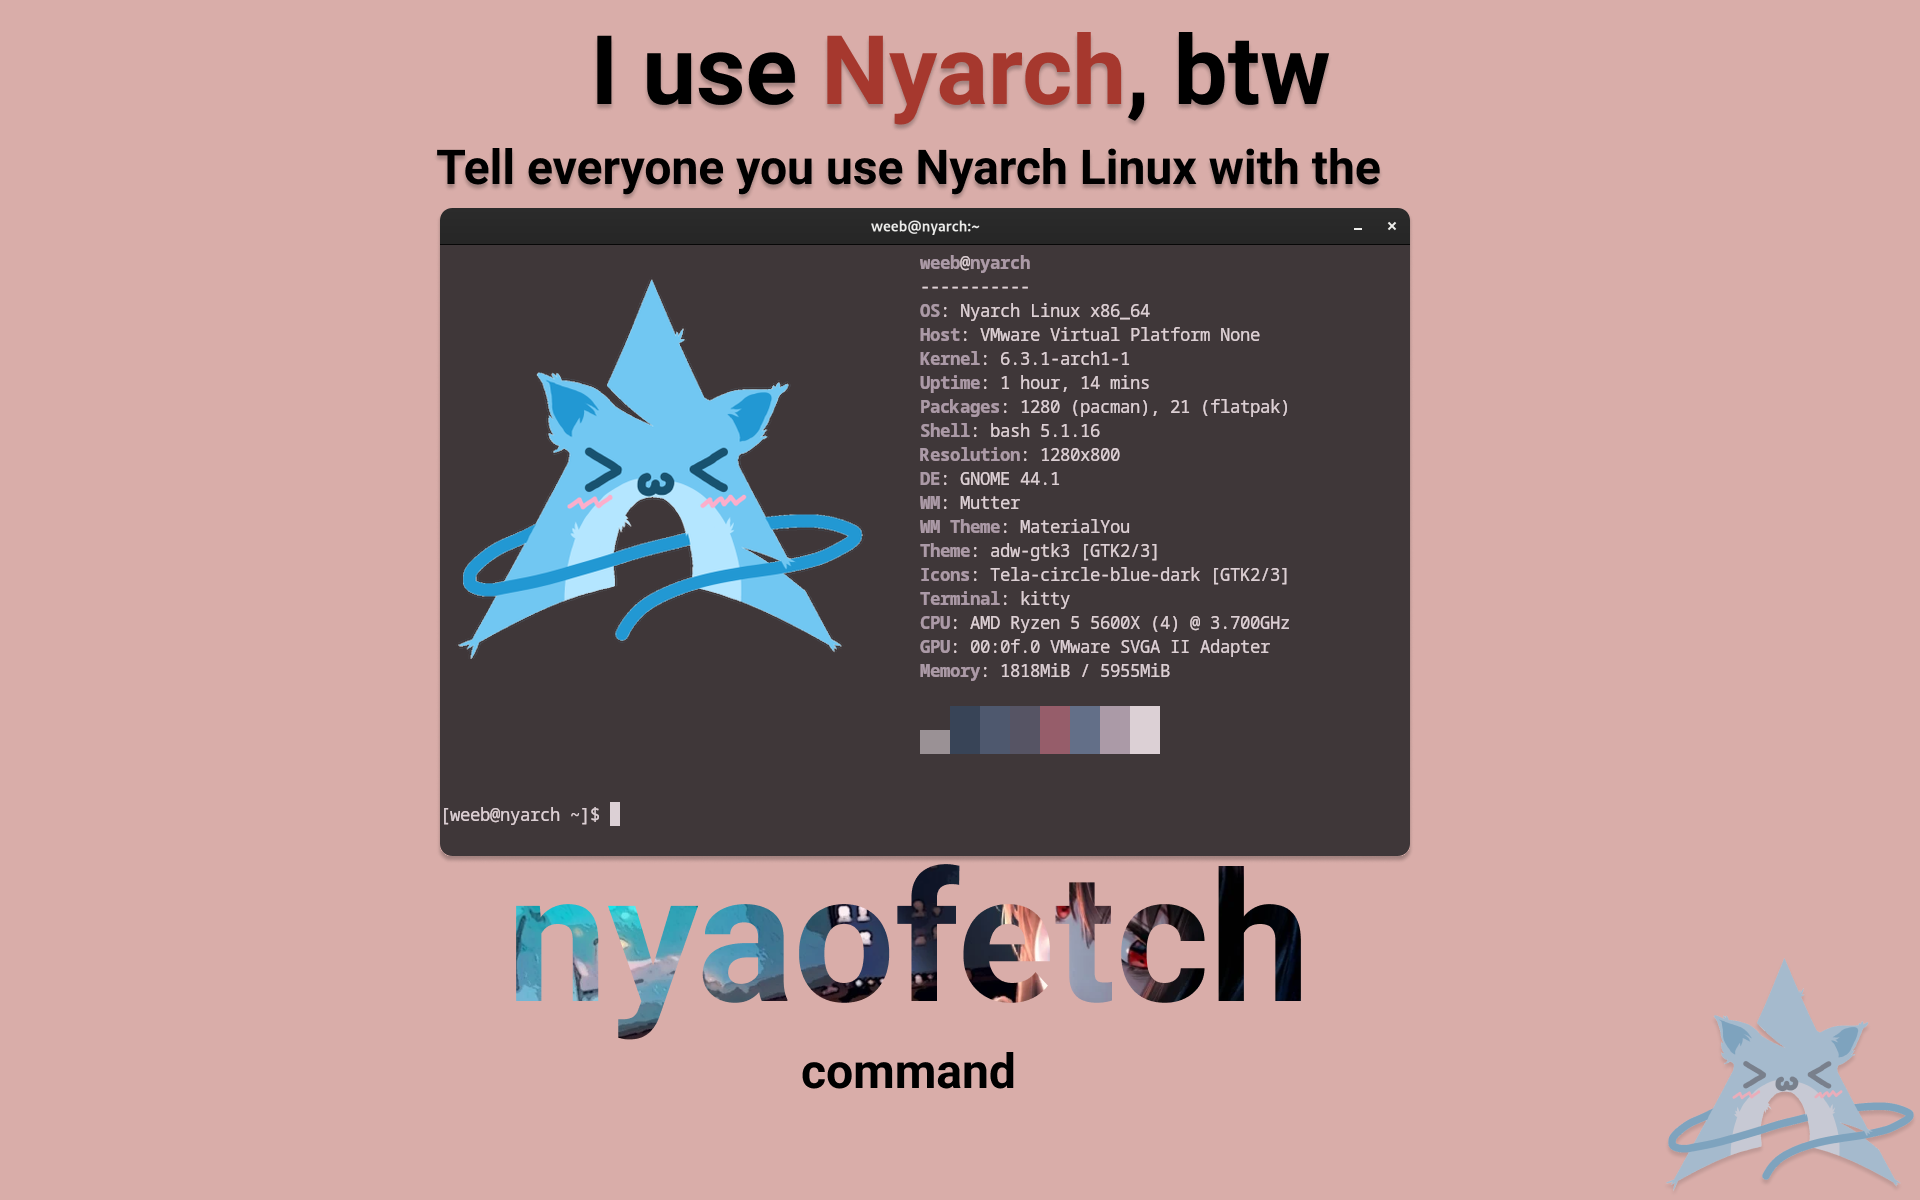 I use Nyarch, btw
Tell everyone you use Nyarch Linux with the
weeb@nyarch:~
weeb@nyarch
-----------
OS: Nyarch Linux x86_64
Host: VMware Virtual Platform None
Kernel: 6.3.1-arch1-1
Uptime: 1 hour, 14 mins
Packages: 1280 (pacman), 21 (flatpak)
Shell: bash 5.1.16
Resolution: 1280x800
DE: GNOME 44.1
WM: Mutter
WM Theme: MaterialYou
Theme: adw-gtk3 [GTK2/3]
Icons: Tela-circle-blue-dark [GTK2/3]
Terminal: kitty
CPU: AMD Ryzen 5 5600X (4) @ 3.700GHz
GPU: 00:0f.0 VMware SVGA II Adapter
Memory: 1818MiB / 5955MiB
[weeb@nyarch ~]$
nyaofetch
command